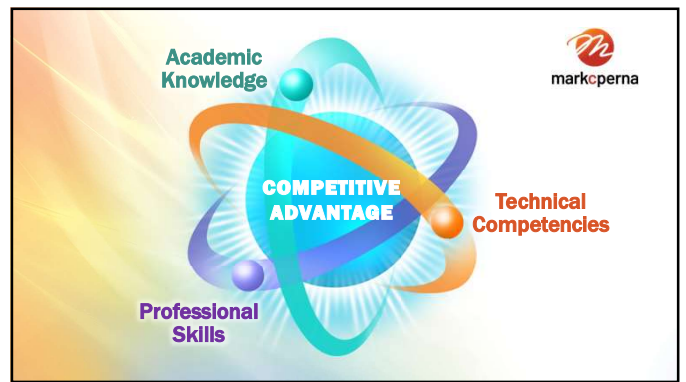 Academic
Knowledge
markcperna
COMPETITIVE
ADVANTAGE
Technical
Competencies
Professional
Skills